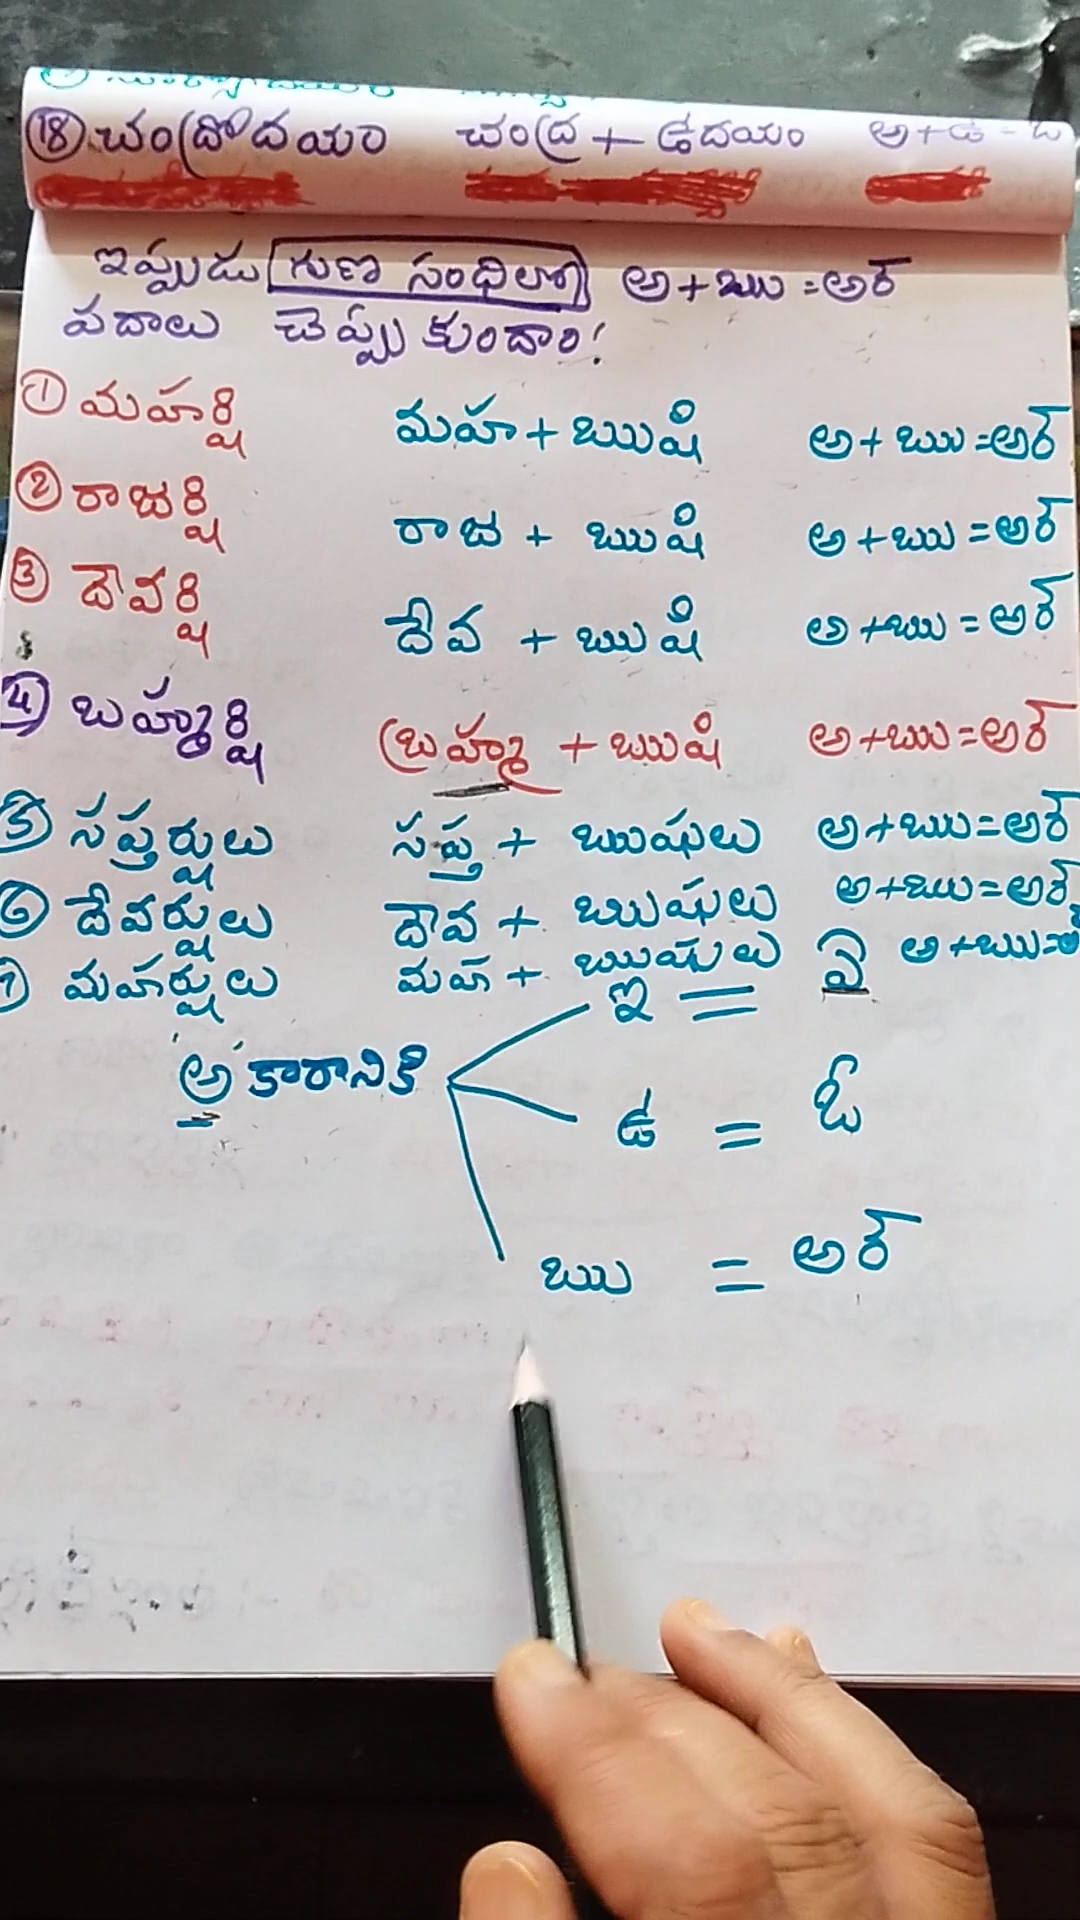 ⑱ చంద్రోదయం చంద్ర + ఉదయం అ+ఉ=ఓ
ఇప్పుడు గుణ సంధిలో అ+ఋ=అర్
పదాలు చెప్పుకుందాం!
① మహర్షి మహ + ఋషి అ+ఋ=అర్
② రాజర్షి రాజ + ఋషి అ+ఋ=అర్
③ దేవర్షి దేవ + ఋషి అ+ఋ=అర్
④ బహ్మర్షి బ్రహ్మ + ఋషి అ+ఋ=అర్
⑤ సప్తర్షులు సప్త + ఋషులు అ+ఋ=అర్
⑥ దేవర్షులు దేవ + ఋషులు అ+ఋ=అర్
⑦ మహర్షులు మహ + ఋషులు అ+ఋ=
'అ'కారానికి ఇ = ఏ
ఉ = ఓ
ఋ = అర్